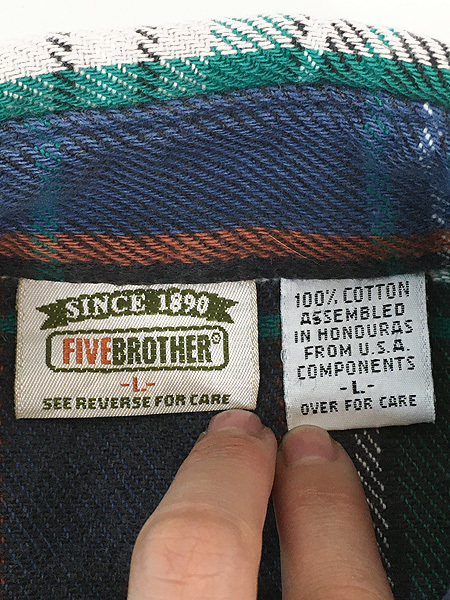 SINCE 1890
FIVEBROTHER®
-L-
SEE REVERSE FOR CARE
100% COTTON
ASSEMBLED
IN HONDURAS
FROM U.S.A.
COMPONENTS
-L-
OVER FOR CARE